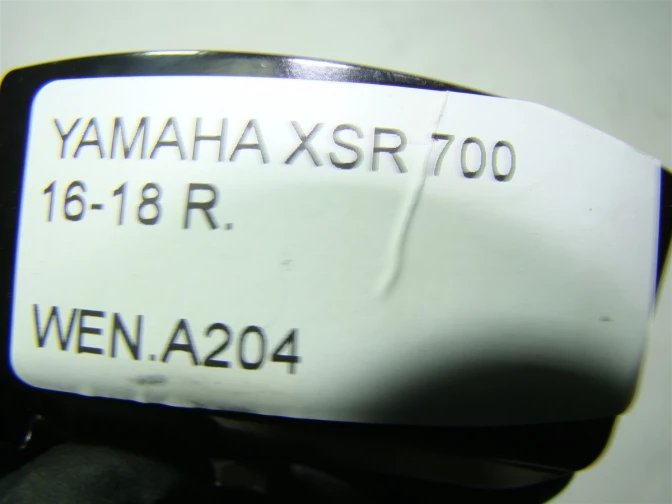 YAMAHA XSR 700
16-18 R.
WEN.A204